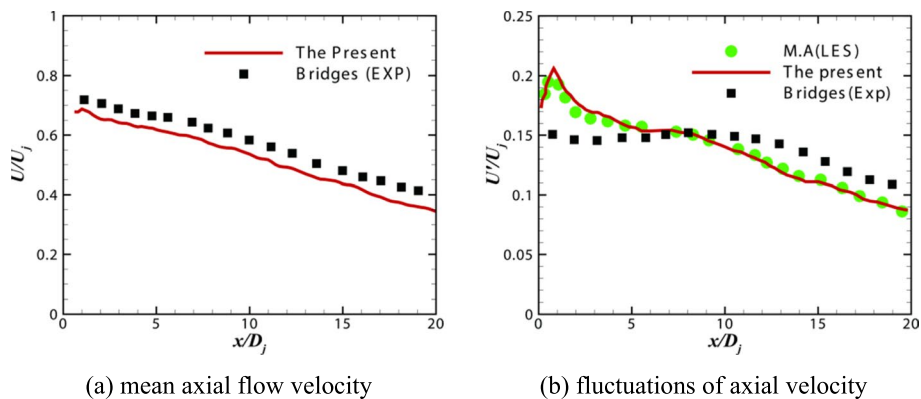 1
0.8
0.6
0.4
0.2
0
0
5
10
15
20
U/Uj
x/Dj
The Present
Bridges (EXP)
(a) mean axial flow velocity
0.25
0.2
0.15
0.1
0.05
0
0
5
10
15
20
U'/Uj
x/Dj
M.A(LES)
The present
Bridges(Exp)
(b) fluctuations of axial velocity